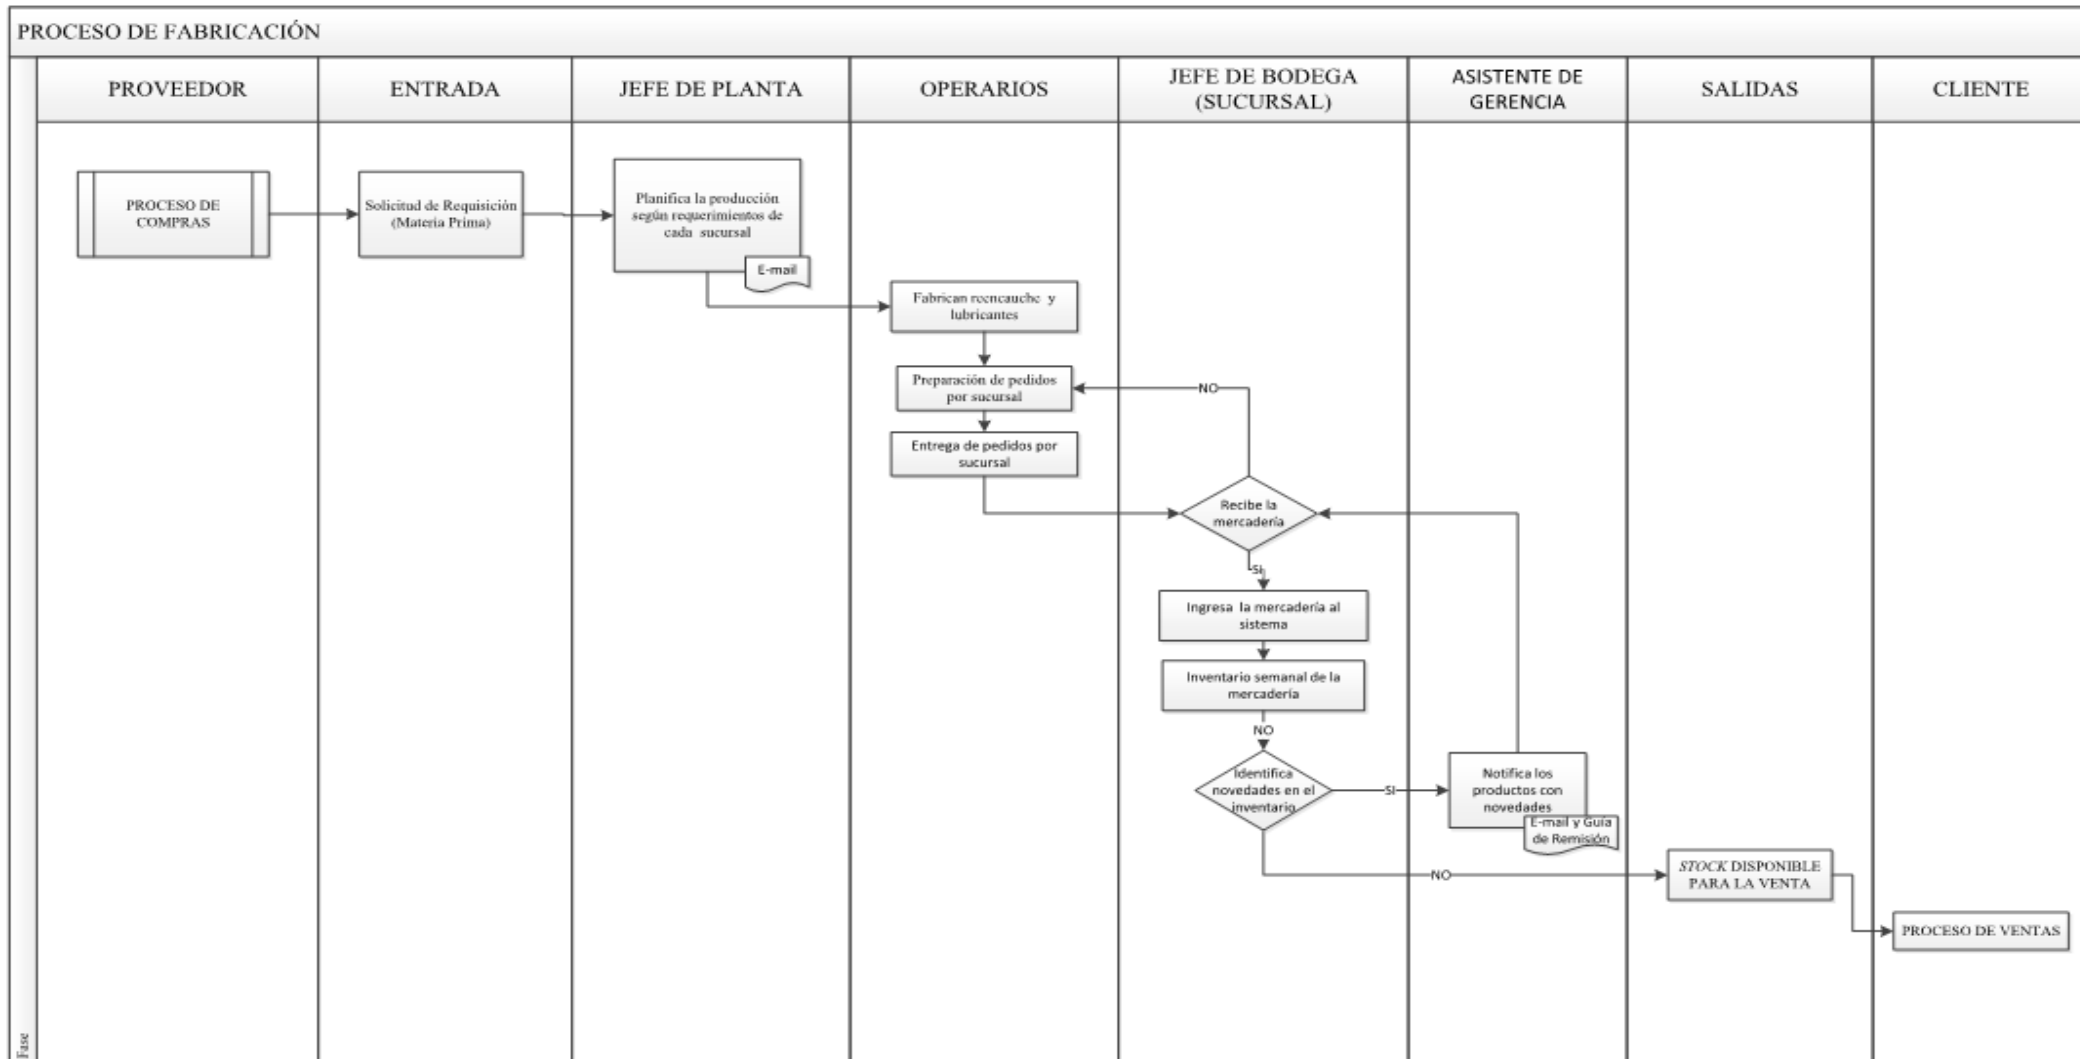 PROCESO DE FABRICACIÓN
PROVEEDOR
ENTRADA
JEFE DE PLANTA
OPERARIOS
JEFE DE BODEGA
(SUCURSAL)
ASISTENTE DE
GERENCIA
SALIDAS
CLIENTE
PROCESO DE
COMPRAS
Solicitud de Requisición
(Materia Prima)
Planifica la producción
según requerimientos de
cada sucursal
E-mail
Fabrican reencauche y
lubricantes
Preparación de pedidos
por sucursal
NO
Entrega de pedidos por
sucursal
Recibe la
mercadería
SI
Ingresa la mercadería al
sistema
Inventario semanal de la
mercadería
NO
Identifica
novedades en el
inventario
SI
Notifica los
productos con
novedades
E-mail y Guía
de Remisión
NO
STOCK DISPONIBLE
PARA LA VENTA
PROCESO DE VENTAS
Fase